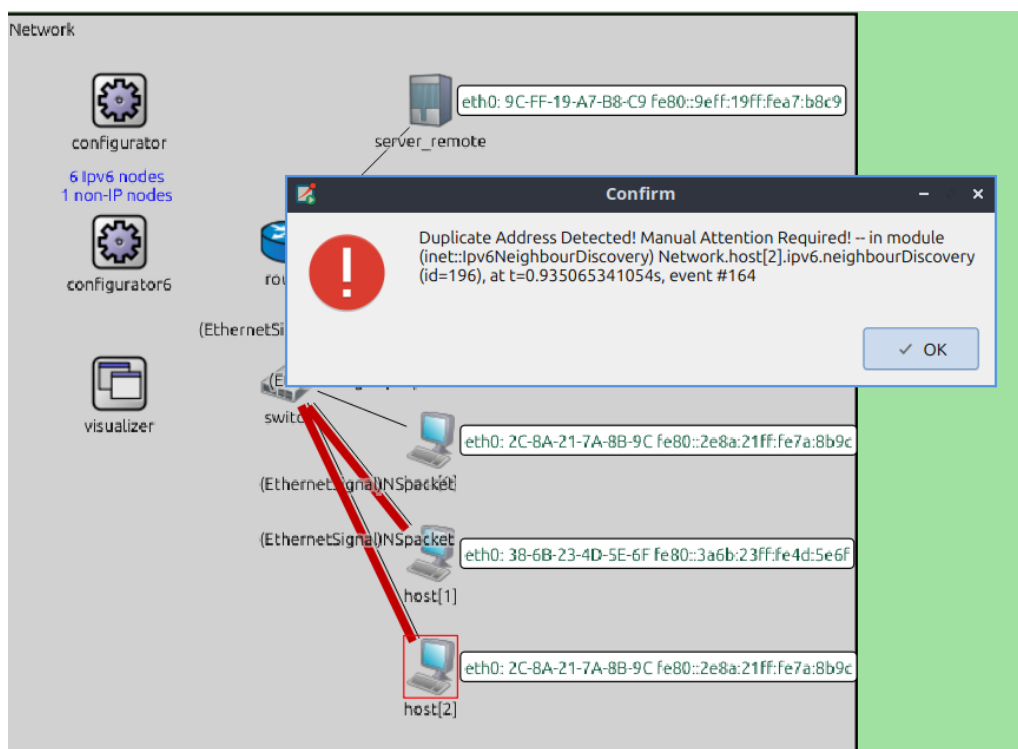 Network
eth0: 9C-FF-19-A7-B8-C9 fe80::9eff:19ff:fea7:b8c9
configurator
server_remote
6 Ipv6 nodes
1 non-IP nodes
Confirm
Duplicate Address Detected! Manual Attention Required! -- in module
(inet::Ipv6NeighbourDiscovery) Network.host[2].ipv6.neighbourDiscovery
(id=196), at t=0.935065341054s, event #164
OK
configurator6
rou
(EthernetSi
(E
visualizer
switc
eth0: 2C-8A-21-7A-8B-9C fe80::2e8a:21ff:fe7a:8b9c
(EthernetSignal)NSpacket
(EthernetSignal)NSpacket
eth0: 38-6B-23-4D-5E-6F fe80::3a6b:23ff:fe4d:5e6f
host[1]
eth0: 2C-8A-21-7A-8B-9C fe80::2e8a:21ff:fe7a:8b9c
host[2]